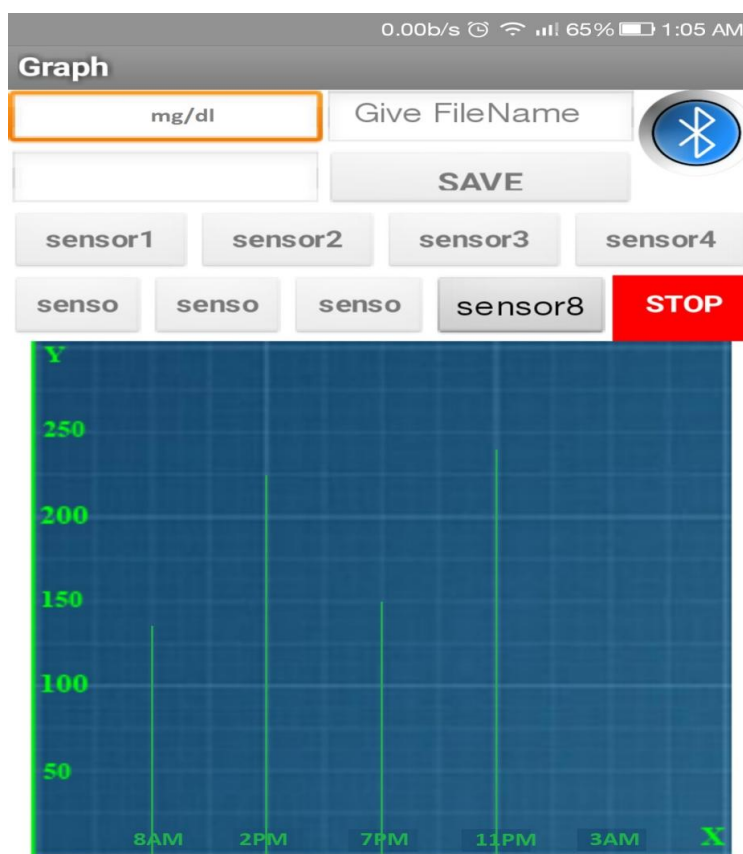 0.00b/s 65% 1:05 AM
Graph
mg/dl Give FileName
SAVE
sensor1 sensor2 sensor3 sensor4
senso senso senso sensor8 STOP
Y
250
200
150
100
50
8AM 2PM 7PM 11PM 3AM X